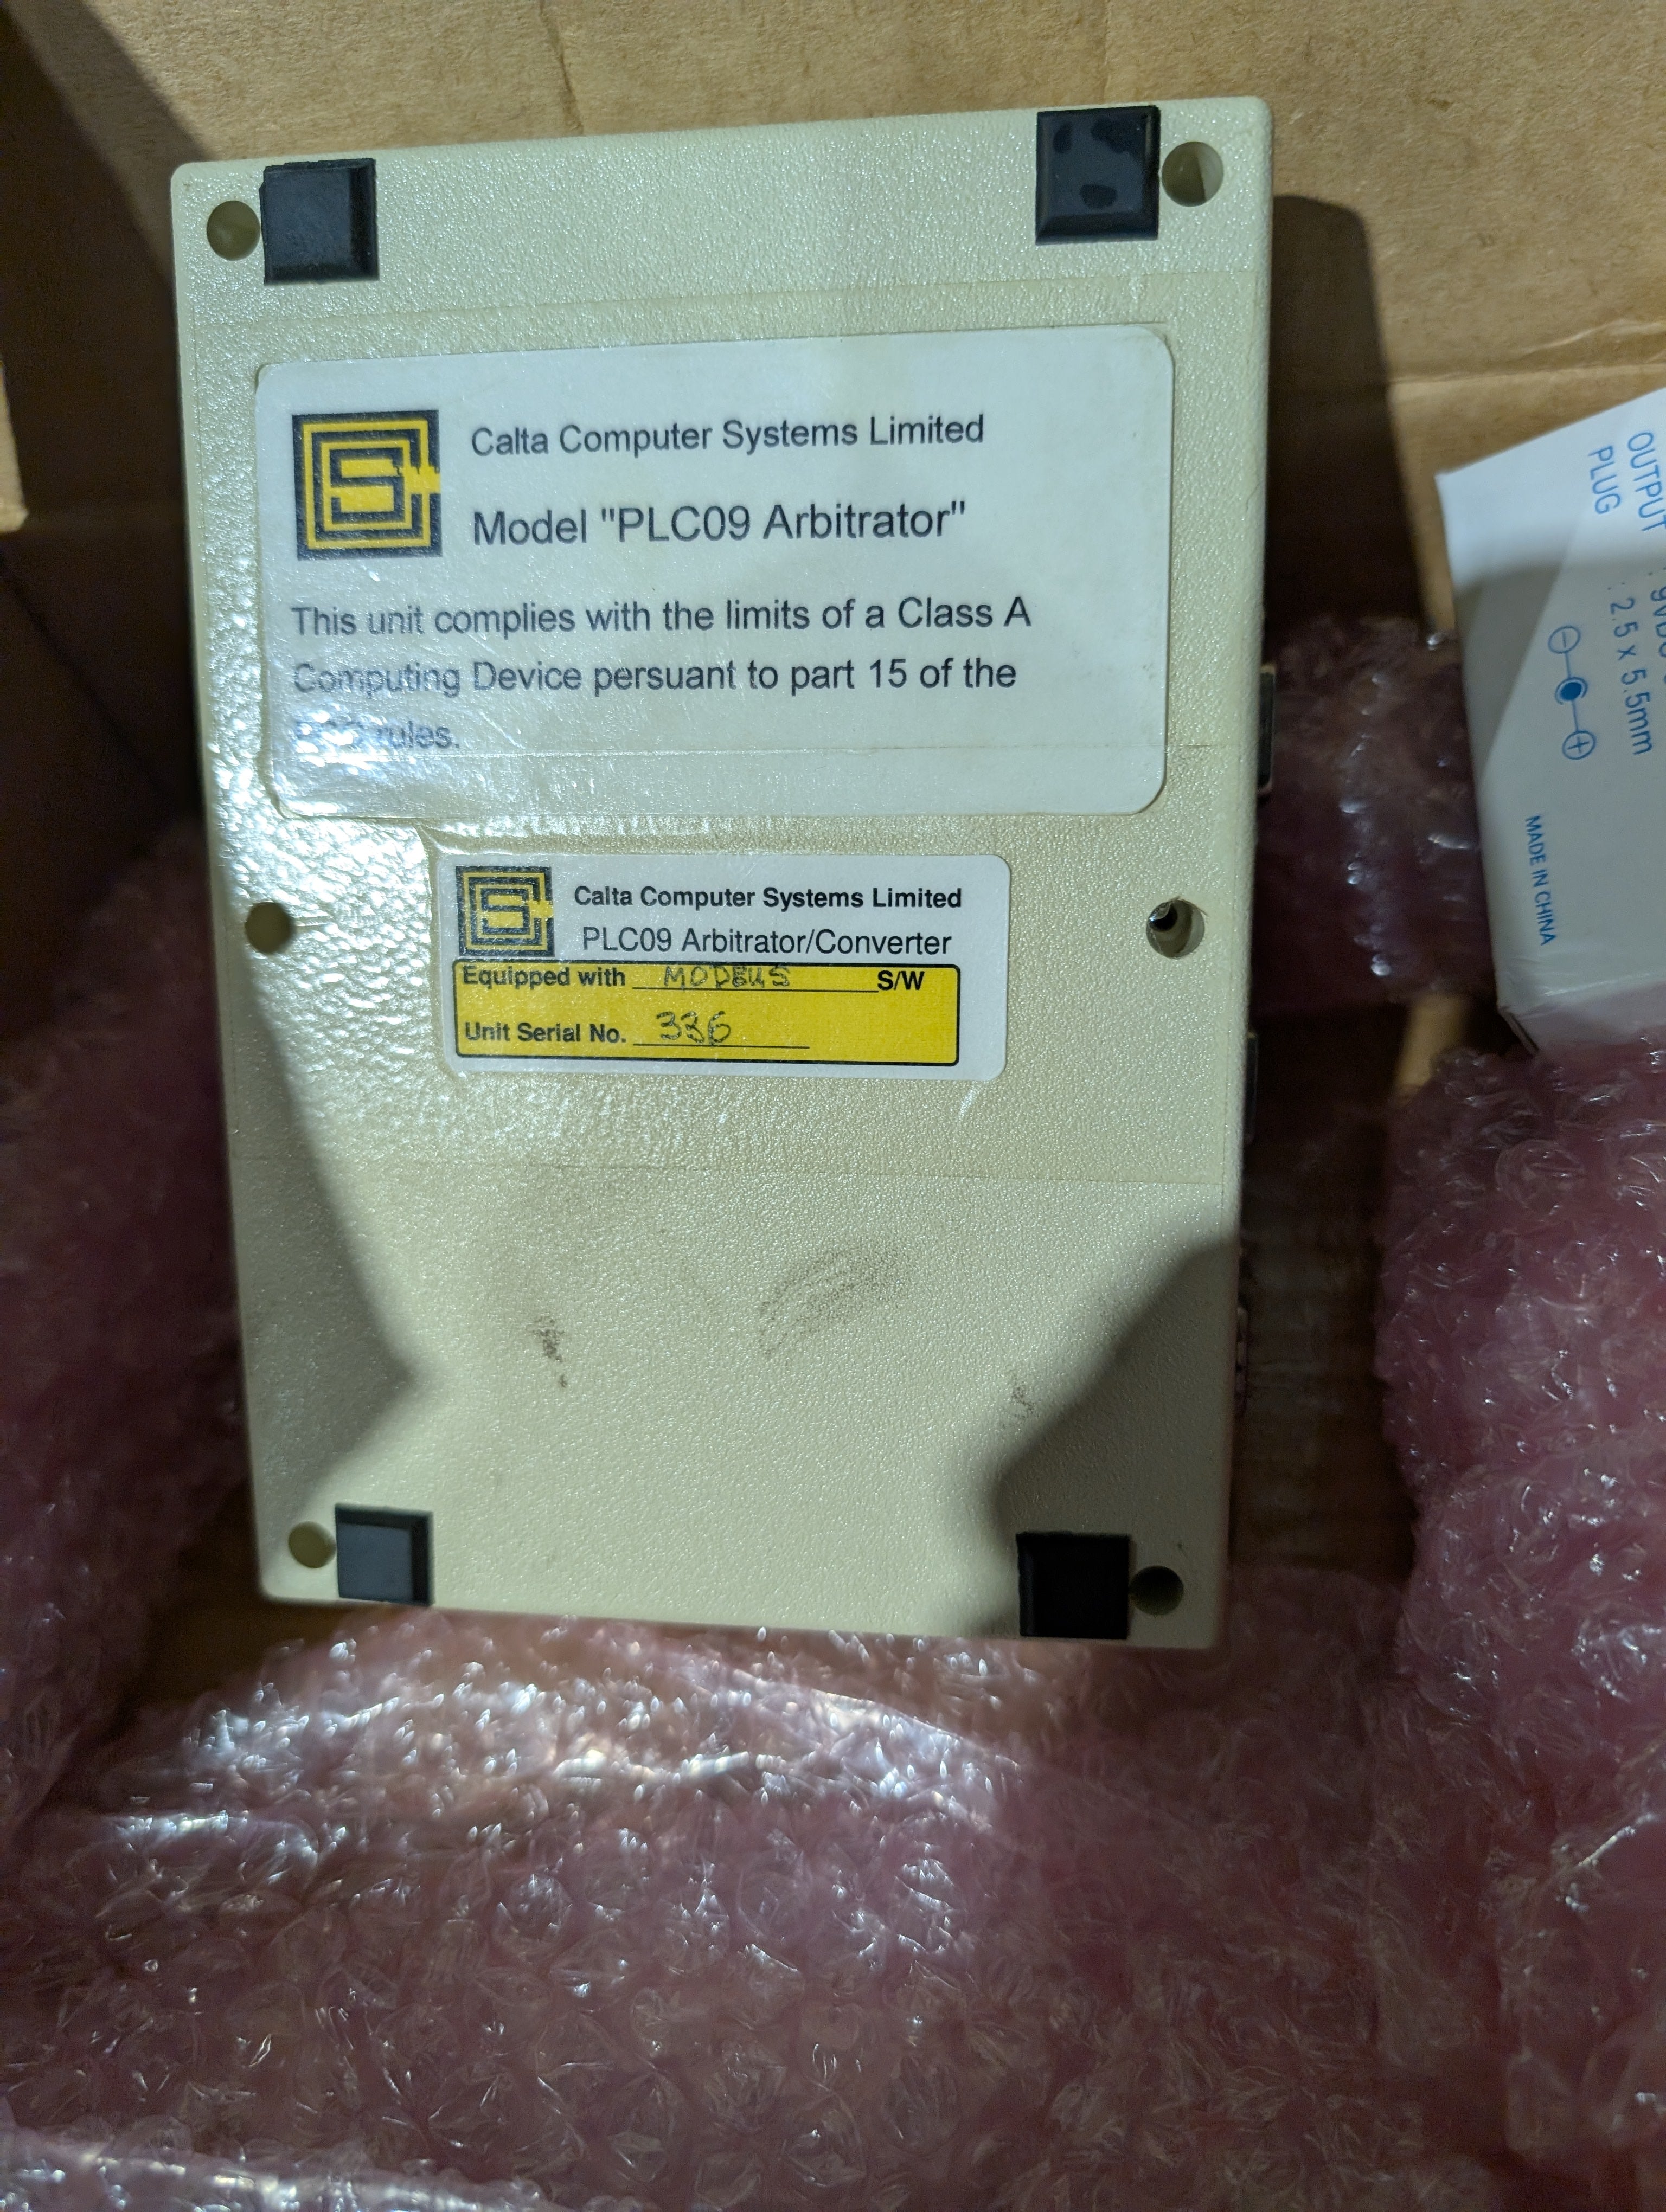 Calta Computer Systems Limited
Model "PLC09 Arbitrator"
This unit complies with the limits of a Class A
Computing Device persuant to part 15 of the
FCC rules.
Calta Computer Systems Limited
PLC09 Arbitrator/Converter
Equipped with MODBUS S/W
Unit Serial No. 336
OUTPUT
PLUG : 2.5 x 5.5mm
MADE IN CHINA